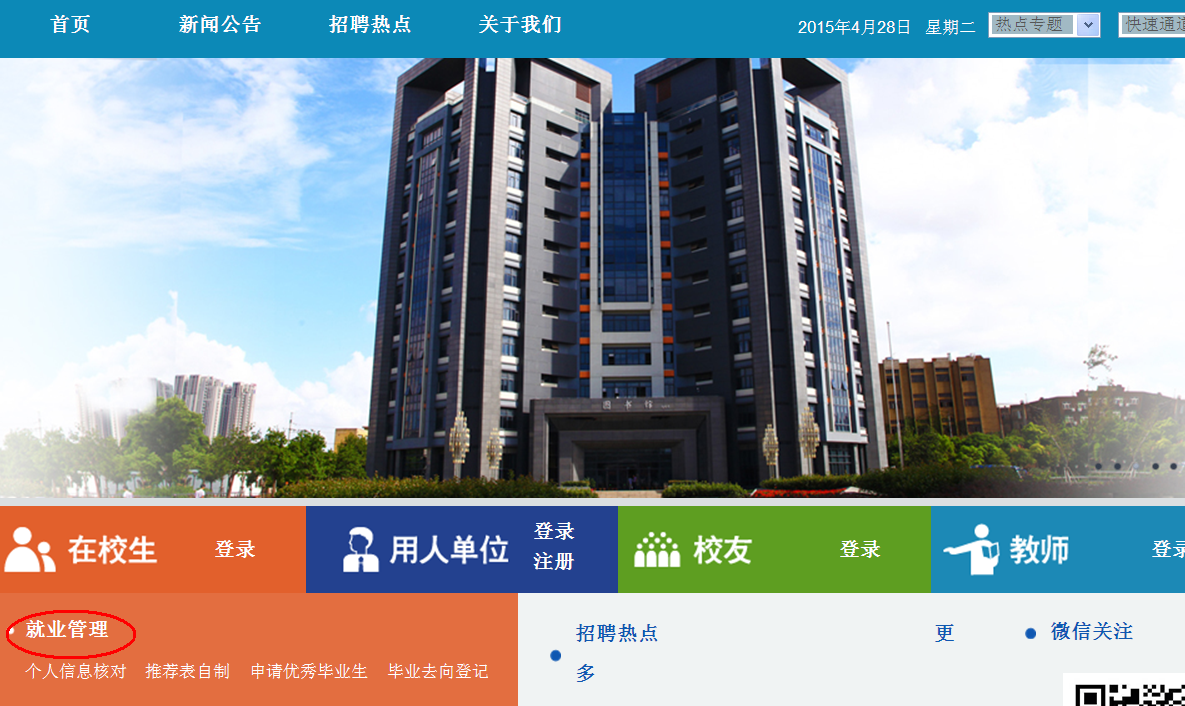 首页 新闻公告 招聘热点 关于我们 2015年4月28日 星期二 热点专题 快速通道
图书馆
在校生 登录 用人单位 登录 注册 校友 登录 教师 登录
就业管理
个人信息核对 推荐表自制 申请优秀毕业生 毕业去向登记
招聘热点 更多
微信关注